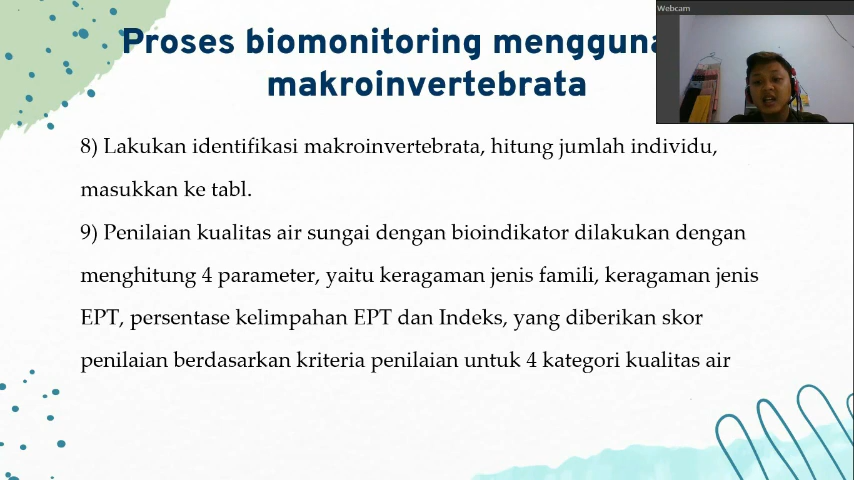 Proses biomonitoring
makroinvertebrata
Webcam
8) Lakukan identifikasi makroinvertebrata, hitung jumlah individu,
masukkan ke tabl.
9) Penilaian kualitas air sungai dengan bioindikator dilakukan dengan
menghitung 4 parameter, yaitu keragaman jenis famili, keragaman jenis
EPT, persentase kelimpahan EPT dan Indeks, yang diberikan skor
penilaian berdasarkan kriteria penilaian untuk 4 kategori kualitas air